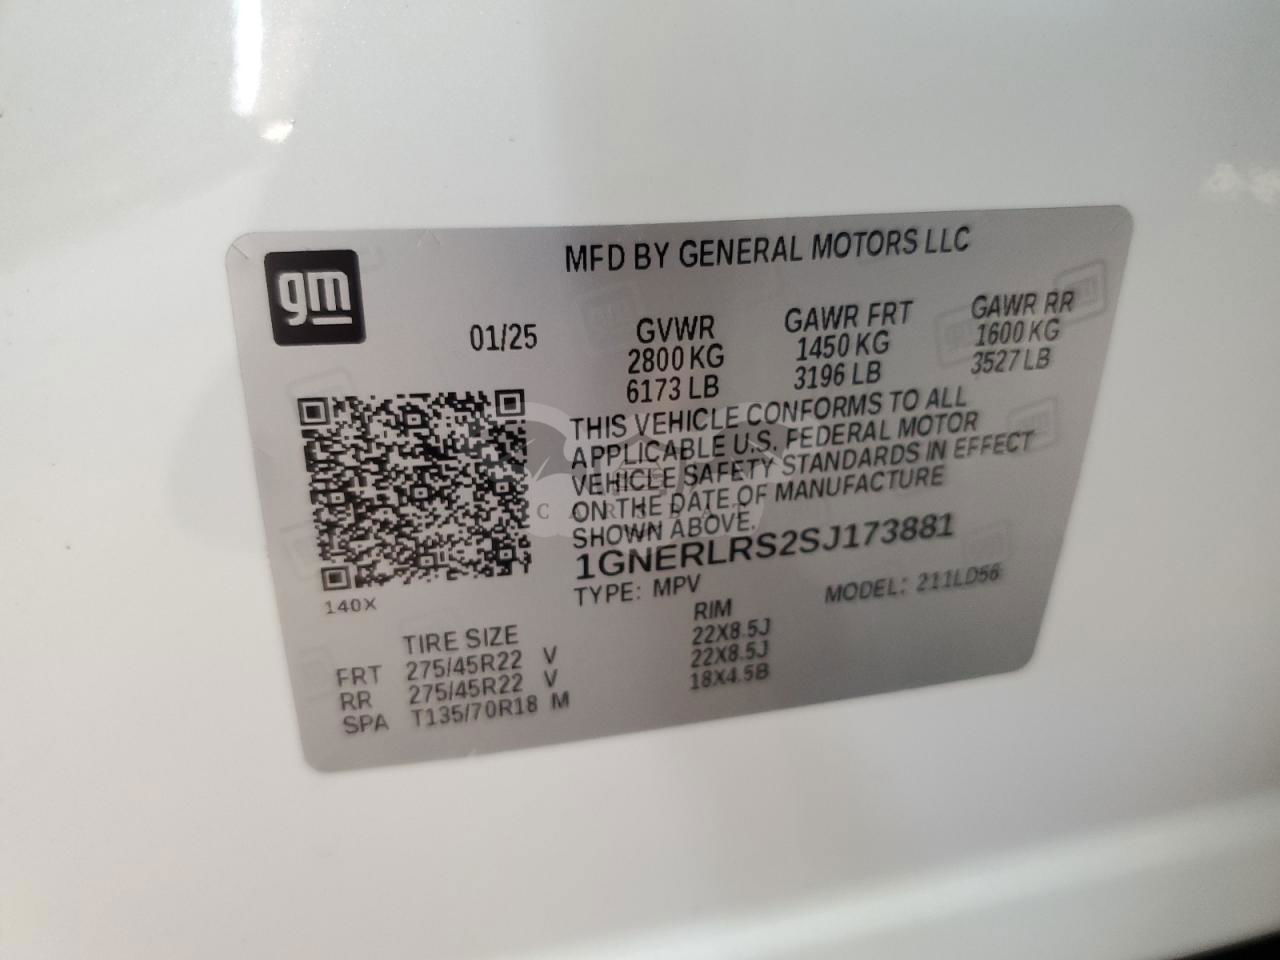 gm
MFD BY GENERAL MOTORS LLC
01/25
GVWR GAWR FRT GAWR RR
2800 KG 1450 KG 1600 KG
6173 LB 3196 LB 3527 LB
THIS VEHICLE CONFORMS TO ALL
APPLICABLE U.S. FEDERAL MOTOR
VEHICLE SAFETY STANDARDS IN EFFECT
ON THE DATE OF MANUFACTURE
SHOWN ABOVE.
1GNERLRS2SJ173881
TYPE: MPV MODEL: 211LD56
140X
TIRE SIZE RIM
FRT 275/45R22 V 22X8.5J
RR 275/45R22 V 22X8.5J
SPA T135/70R18 M 18X4.5B